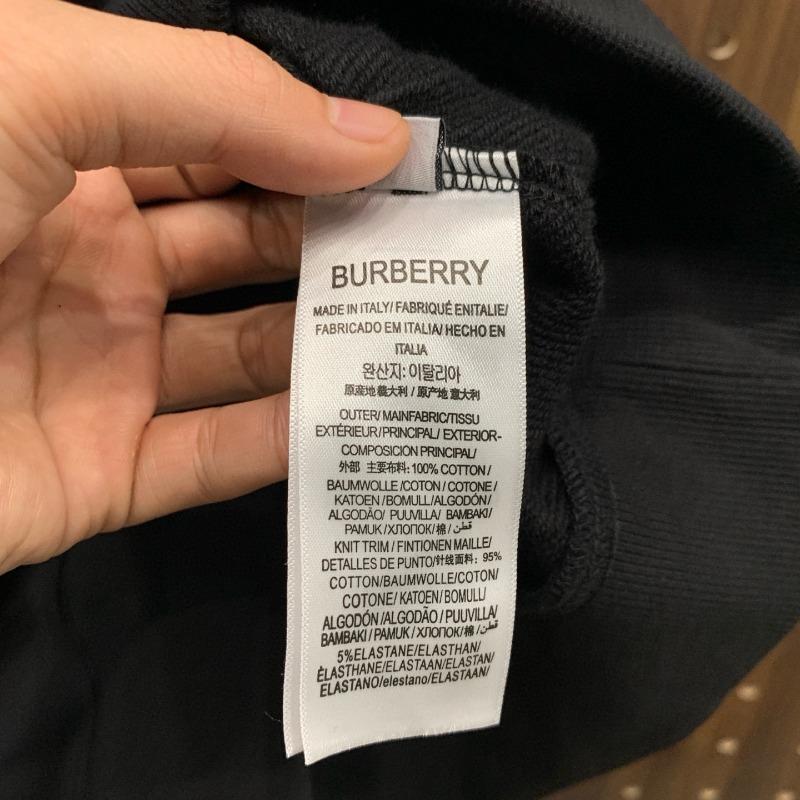 BURBERRY
MADE IN ITALY/ FABRIQUÉ ENITALIE/
FABRICADO EM ITALIA/ HECHO EN
ITALIA
완산지: 이탈리아
原産地 義大利 / 原产地 意大利
OUTER/ MAINFABRIC/TISSU
EXTÉRIEUR/PRINCIPAL/ EXTERIOR-
COMPOSICION PRINCIPAL/
外部 主要布料: 100% COTTON /
BAUMWOLLE /COTON / COTONE /
KATOEN /BOMULL/ALGODÓN/
ALGODÃO/ PUUVILLA/ BAMBAKI/
PAMUK /ХЛОПОК/棉 / قطن/
KNIT TRIM / FINTIONEN MAILLE/
DETALLES DE PUNTO/针线面料: 95%
COTTON/BAUMWOLLE/COTON/
COTONE/ KATOEN/ BOMULL/
ALGODÓN /ALGODÃO / PUUVILLA/
BAMBAKI / PAMUK / ХЛОПОК/棉 / قطن/
5%ELASTANE/ELASTHAN/
ÉLASTHANE/ELASTAAN/ELASTAN/
ELASTANO/elestano/ELASTAAN/